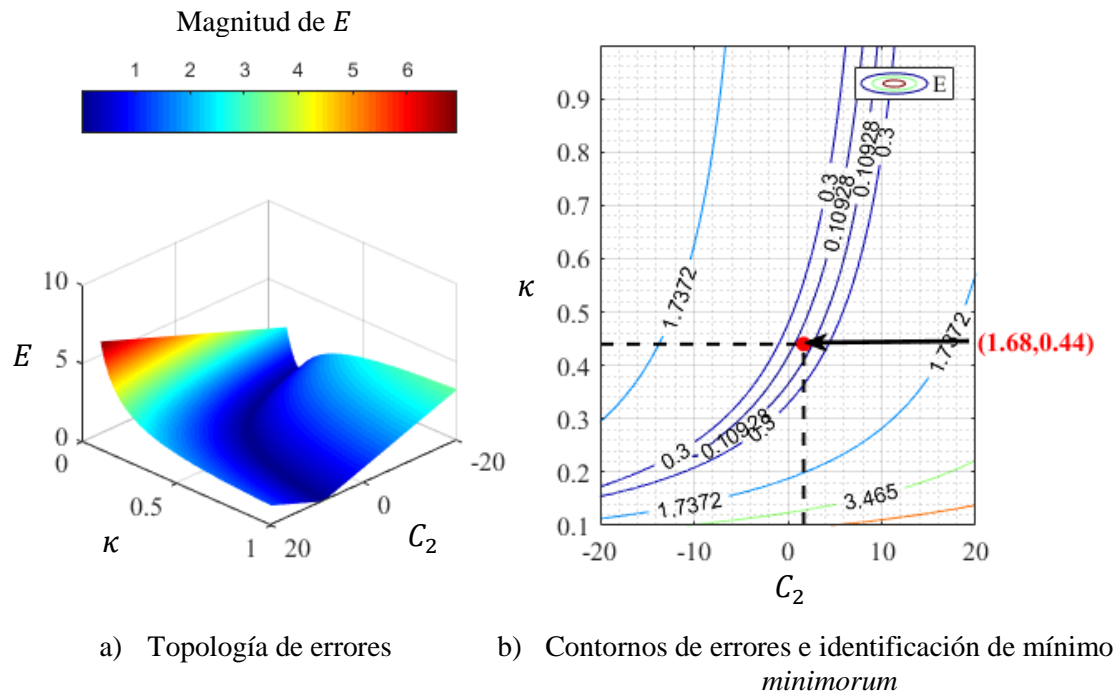 Magnitud de E
1 2 3 4 5 6
10
5
0
E
0
0.5
1
κ
20
0
-20
C₂
a) Topología de errores
E
0.9
0.8
0.7
0.6
0.5
0.4
0.3
0.2
0.1
κ
-20 -10 0 10 20
C₂
1.7372
0.3
0.10928
0.10928
0.3
(1.68,0.44)
1.7372
0.3
0.10928
0.3
1.7372
3.465
b) Contornos de errores e identificación de mínimo
minimorum